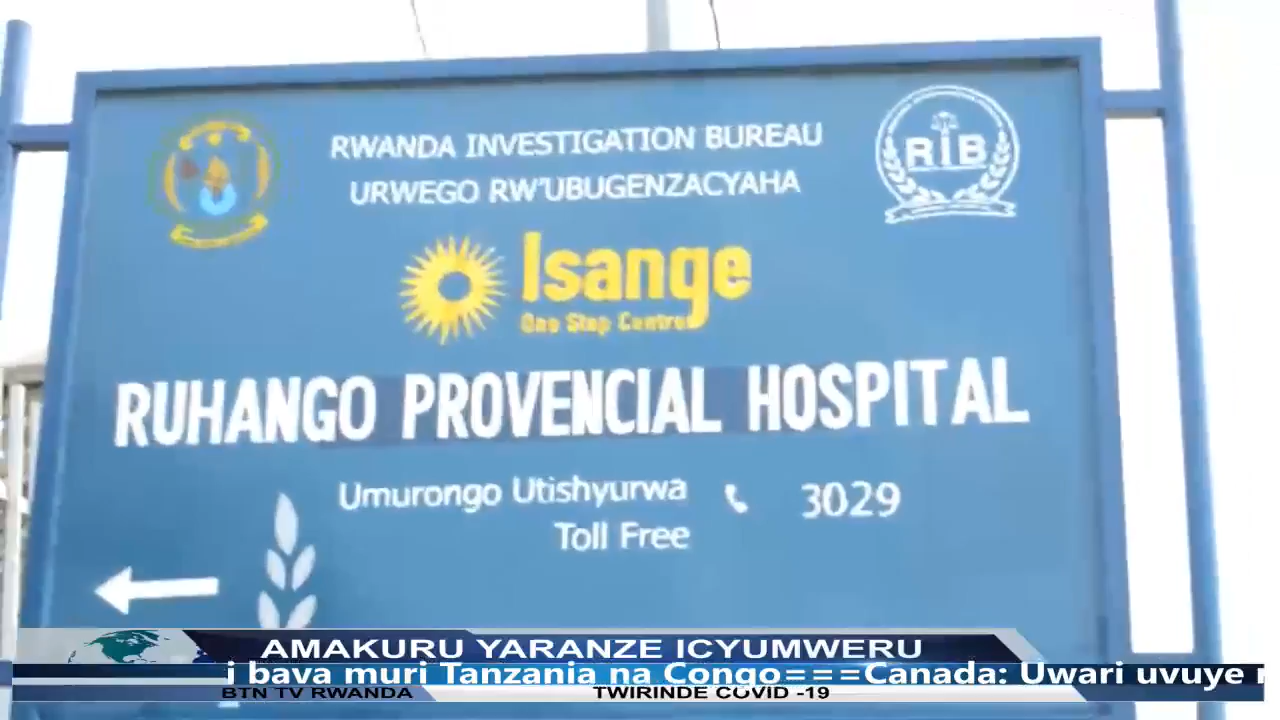 RWANDA INVESTIGATION BUREAU
RIB
URWEGO RW'UBUGENZACYAHA
Isange
One Stop Centre
RUHANGO PROVENCIAL HOSPITAL
Umurongo Utishyurwa 3029
Toll Free
AMAKURU YARANZE ICYUMWERU
i bava muri Tanzania na Congo===Canada: Uwari uvuye
BTN TV RWANDA TWIRINDE COVID -19